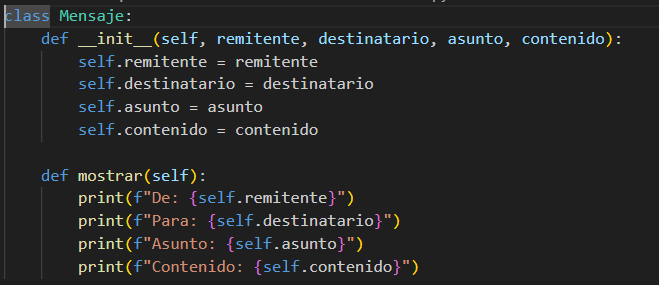 class Mensaje:
    def __init__(self, remitente, destinatario, asunto, contenido):
        self.remitente = remitente
        self.destinatario = destinatario
        self.asunto = asunto
        self.contenido = contenido

    def mostrar(self):
        print(f"De: {self.remitente}")
        print(f"Para: {self.destinatario}")
        print(f"Asunto: {self.asunto}")
        print(f"Contenido: {self.contenido}")